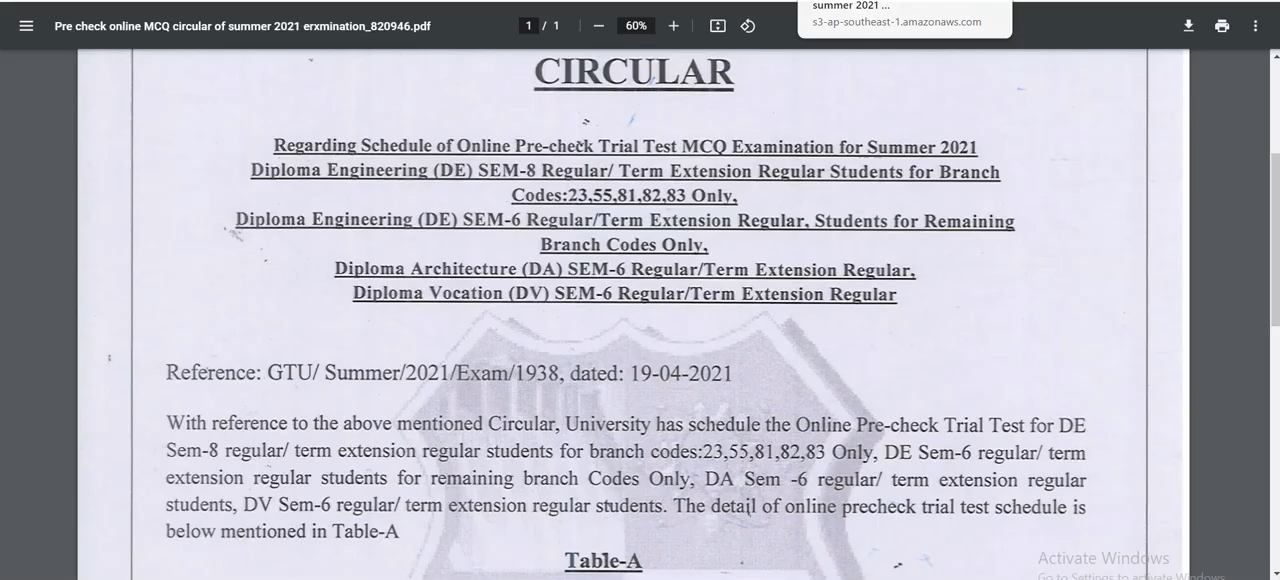 summer 2021 ...
Pre check online MCQ circular of summer 2021 erxmination_820946.pdf
1 / 1
60%
s3-ap-southeast-1.amazonaws.com
CIRCULAR
Regarding Schedule of Online Pre-check Trial Test MCQ Examination for Summer 2021
Diploma Engineering (DE) SEM-8 Regular/ Term Extension Regular Students for Branch
Codes:23,55,81,82,83 Only,
Diploma Engineering (DE) SEM-6 Regular/Term Extension Regular, Students for Remaining
Branch Codes Only,
Diploma Architecture (DA) SEM-6 Regular/Term Extension Regular,
Diploma Vocation (DV) SEM-6 Regular/Term Extension Regular
Reference: GTU/ Summer/2021/Exam/1938, dated: 19-04-2021
With reference to the above mentioned Circular, University has schedule the Online Pre-check Trial Test for DE
Sem-8 regular/ term extension regular students for branch codes:23,55,81,82,83 Only, DE Sem-6 regular/ term
extension regular students for remaining branch Codes Only, DA Sem -6 regular/ term extension regular
students, DV Sem-6 regular/ term extension regular students. The detail of online precheck trial test schedule is
below mentioned in Table-A
Table-A
Activate Windows
Go to Settings to activate Windows